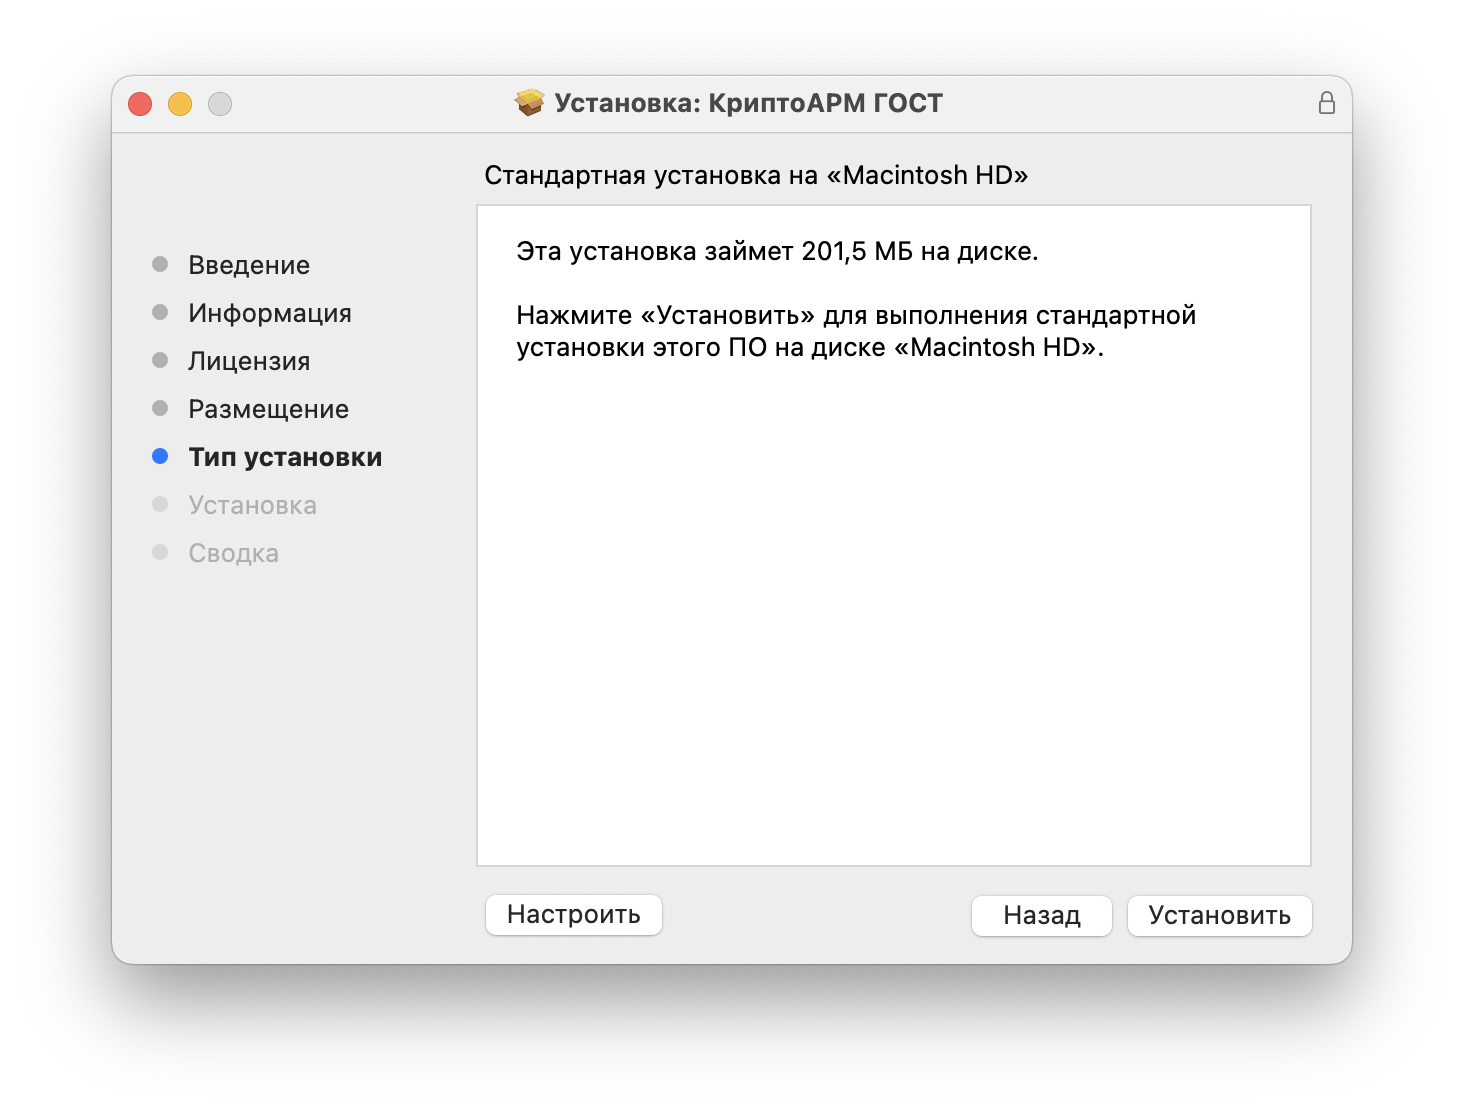 Установка: КриптоАРМ ГОСТ
Стандартная установка на «Macintosh HD»
Введение
Информация
Лицензия
Размещение
Тип установки
Установка
Сводка
Эта установка займет 201,5 МБ на диске.
Нажмите «Установить» для выполнения стандартной
установки этого ПО на диске «Macintosh HD».
Настроить
Назад
Установить